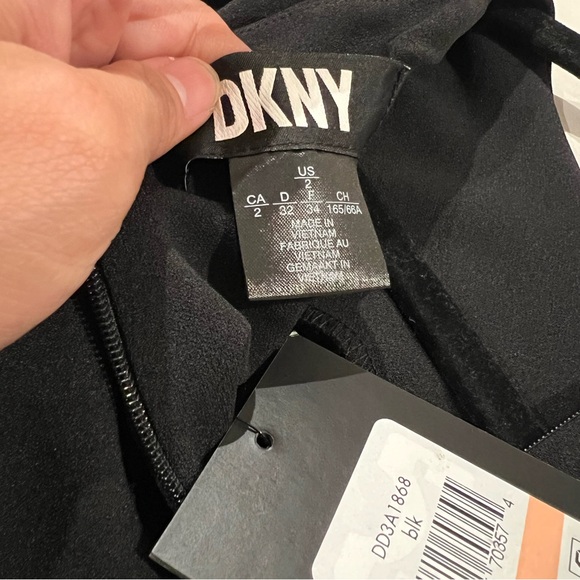 DKNY
US
2
CA D F CH
2 32 34 165/66A
MADE IN
VIETNAM
FABRIQUE AU
VIETNAM
GEMAAKT IN
VIETNAM
DD3A1868
blk
70357 4